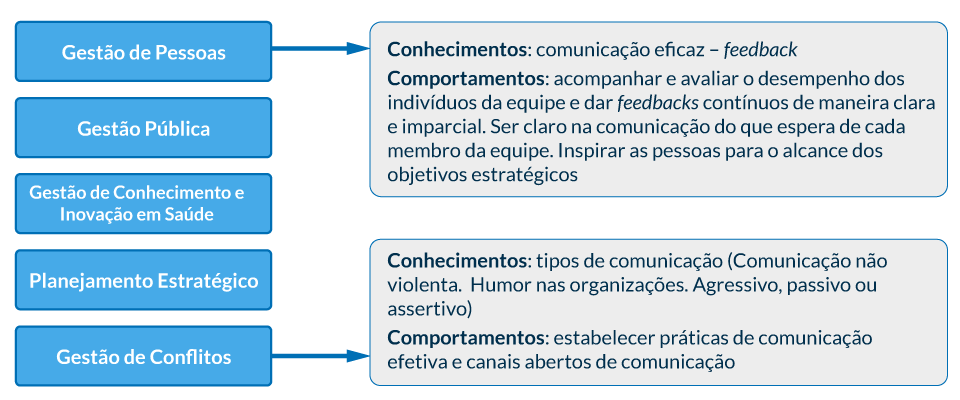 Gestão de Pessoas
Conhecimentos: comunicação eficaz – feedback
Comportamentos: acompanhar e avaliar o desempenho dos
indivíduos da equipe e dar feedbacks contínuos de maneira clara
e imparcial. Ser claro na comunicação do que espera de cada
membro da equipe. Inspirar as pessoas para o alcance dos
objetivos estratégicos
Gestão Pública
Gestão de Conhecimento e
Inovação em Saúde
Planejamento Estratégico
Gestão de Conflitos
Conhecimentos: tipos de comunicação (Comunicação não
violenta. Humor nas organizações. Agressivo, passivo ou
assertivo)
Comportamentos: estabelecer práticas de comunicação
efetiva e canais abertos de comunicação